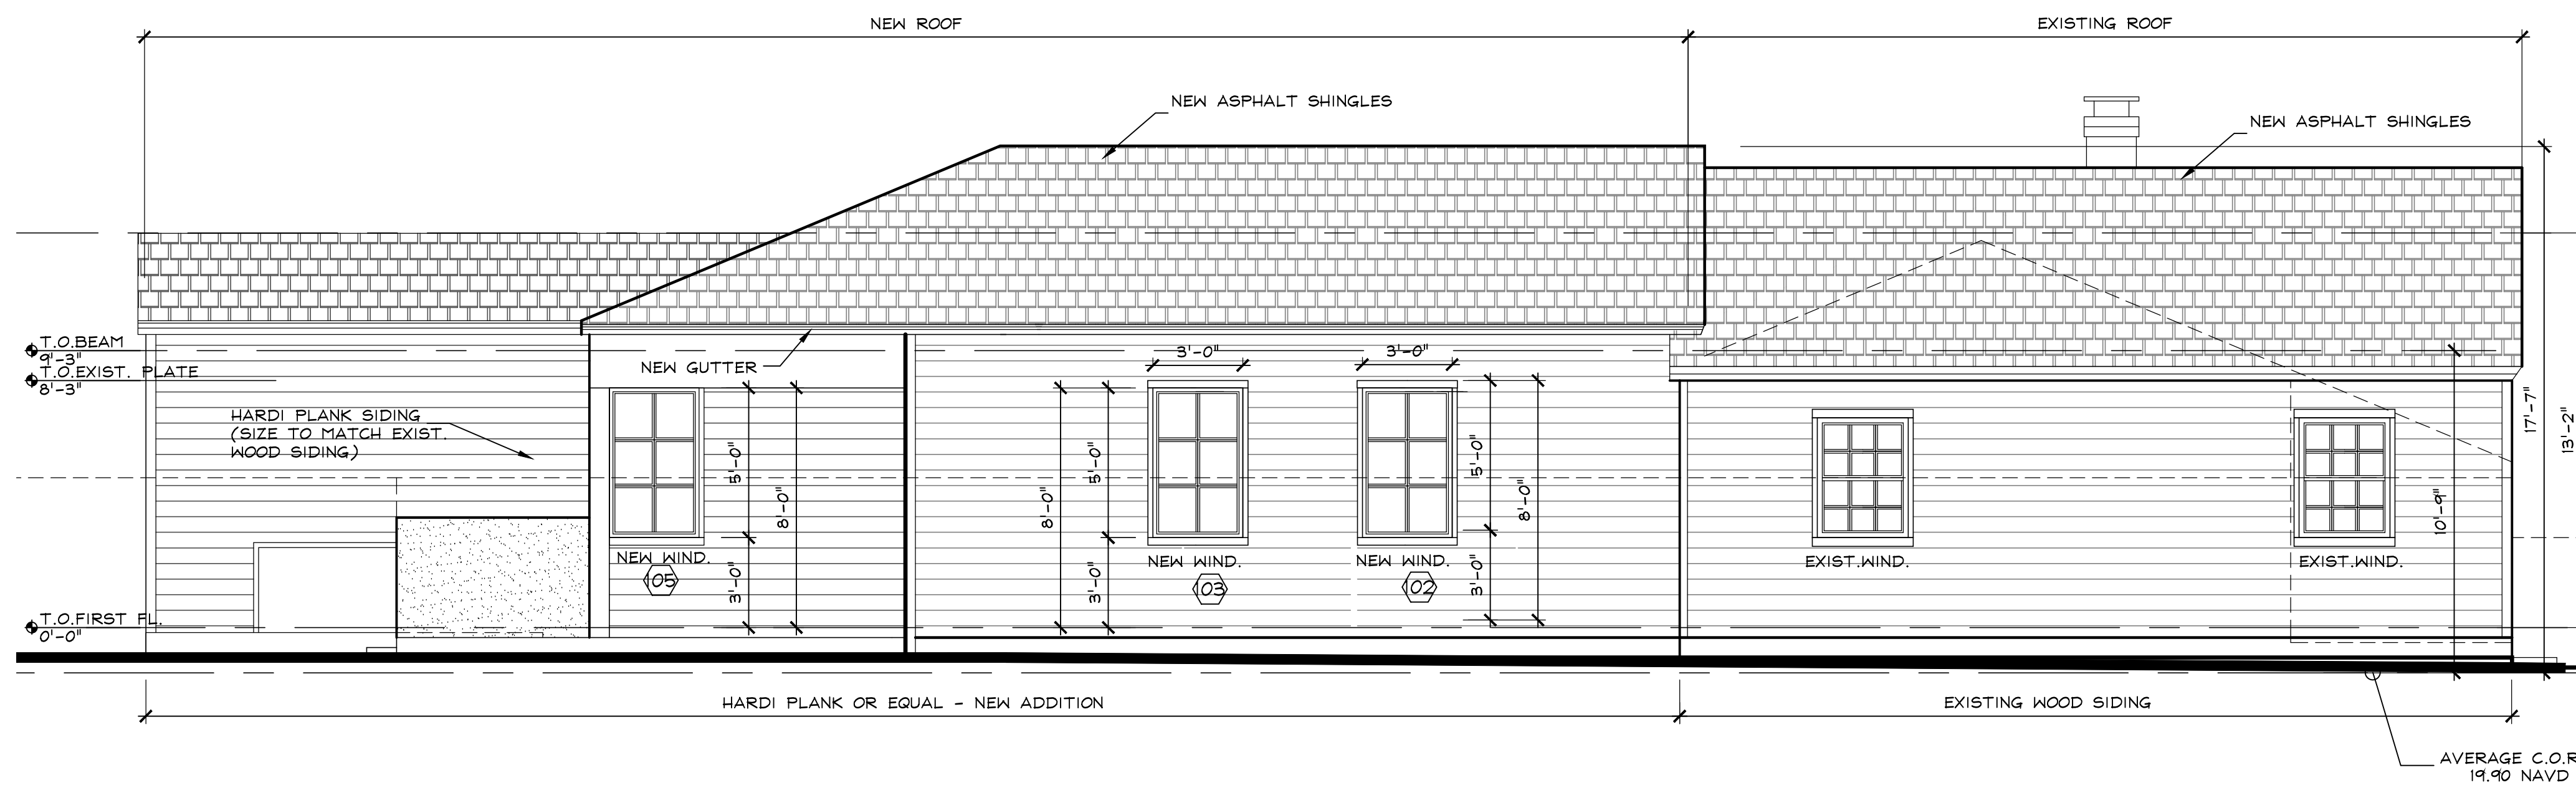 NEW ROOF
EXISTING ROOF
NEW ASPHALT SHINGLES
NEW ASPHALT SHINGLES
T.O.BEAM
9'-3"
T.O.EXIST. PLATE
8'-3"
NEW GUTTER
3'-0"
3'-0"
17'-7"
13'-2"
HARDI PLANK SIDING
(SIZE TO MATCH EXIST.
WOOD SIDING)
5'-0"
8'-0"
3'-0"
8'-0"
5'-0"
3'-0"
5'-0"
8'-0"
3'-0"
10'-9"
NEW WIND.
105
NEW WIND.
103
NEW WIND.
102
EXIST.WIND.
EXIST.WIND.
T.O.FIRST FL.
0'-0"
HARDI PLANK OR EQUAL - NEW ADDITION
EXISTING WOOD SIDING
AVERAGE C.O.R
19.90 NAVD